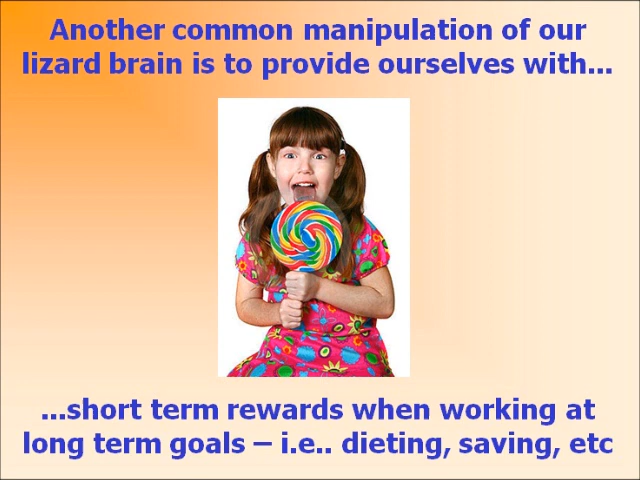 Another common manipulation of our
lizard brain is to provide ourselves with...
...short term rewards when working at
long term goals – i.e.. dieting, saving, etc